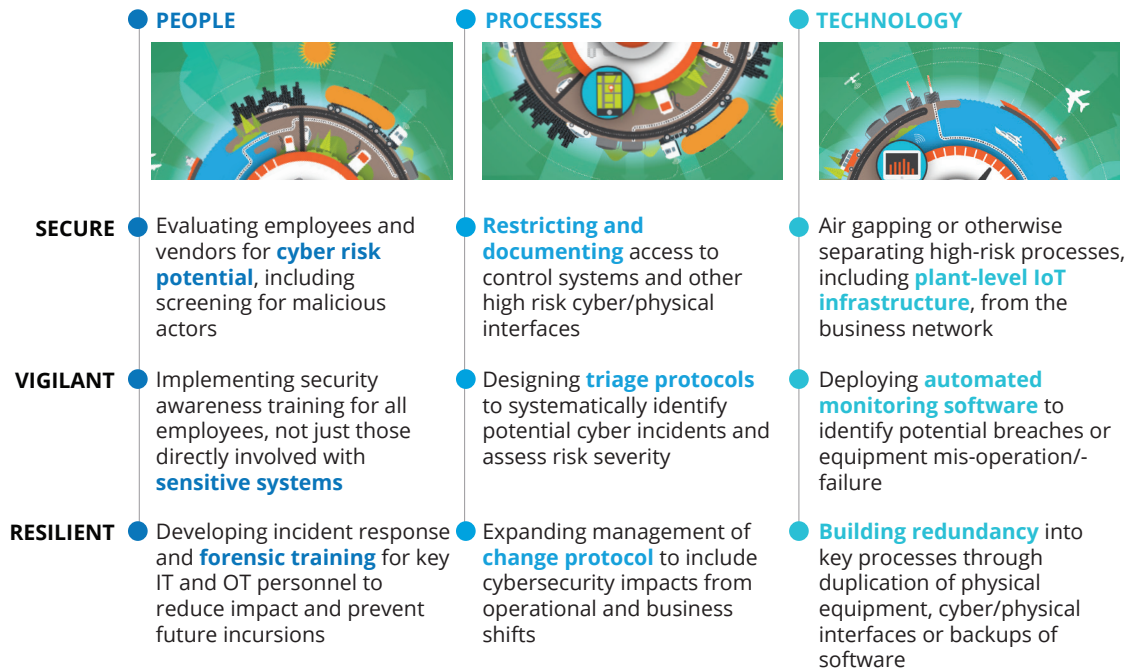 PEOPLE
PROCESSES
TECHNOLOGY
SECURE
Evaluating employees and
vendors for cyber risk
potential, including
screening for malicious
actors
Restricting and
documenting access to
control systems and other
high risk cyber/physical
interfaces
Air gapping or otherwise
separating high-risk processes,
including plant-level IoT
infrastructure, from the
business network
VIGILANT
Implementing security
awareness training for all
employees, not just those
directly involved with
sensitive systems
Designing triage protocols
to systematically identify
potential cyber incidents and
assess risk severity
Deploying automated
monitoring software to
identify potential breaches or
equipment mis-operation/-
failure
RESILIENT
Developing incident response
and forensic training for key
IT and OT personnel to
reduce impact and prevent
future incursions
Expanding management of
change protocol to include
cybersecurity impacts from
operational and business
shifts
Building redundancy into
key processes through
duplication of physical
equipment, cyber/physical
interfaces or backups of
software